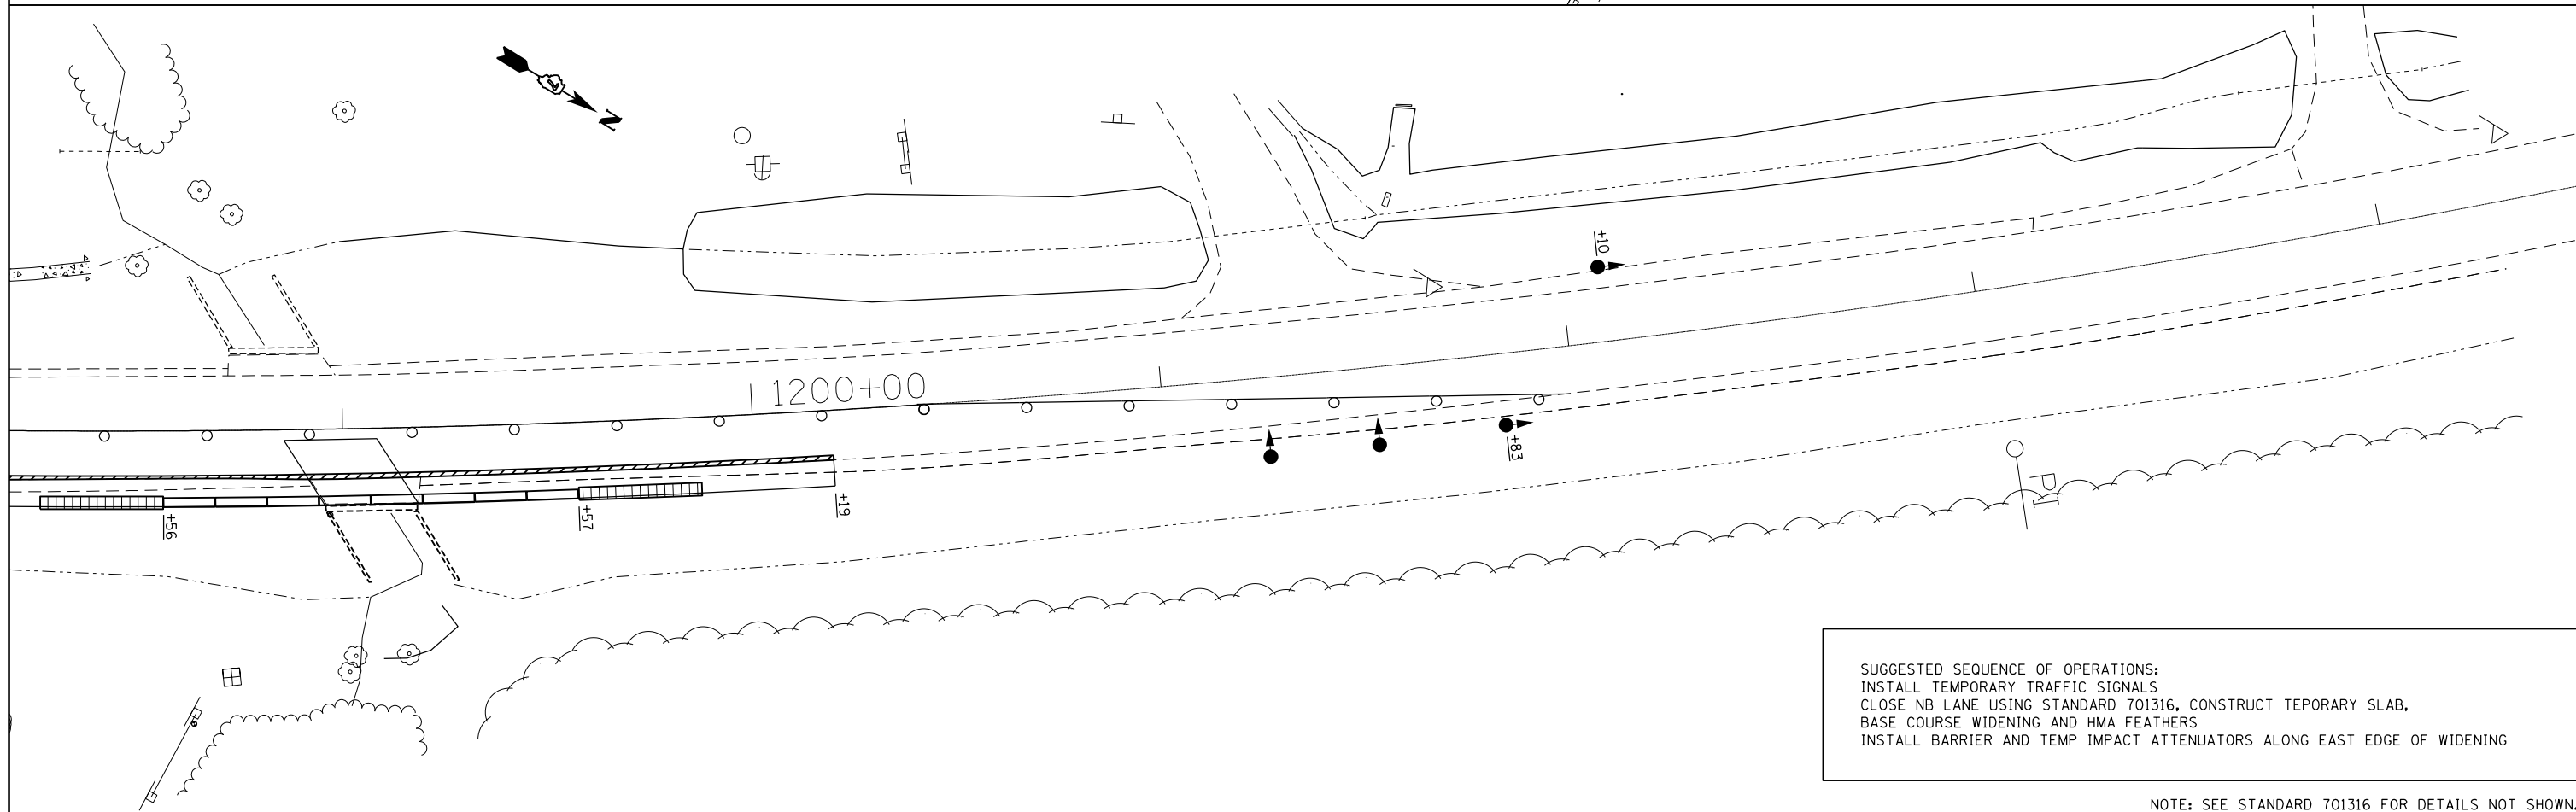 N
+10
1200+00
+83
PI
+56
+57
+19
SUGGESTED SEQUENCE OF OPERATIONS:
INSTALL TEMPORARY TRAFFIC SIGNALS
CLOSE NB LANE USING STANDARD 701316, CONSTRUCT TEPORARY SLAB,
BASE COURSE WIDENING AND HMA FEATHERS
INSTALL BARRIER AND TEMP IMPACT ATTENUATORS ALONG EAST EDGE OF WIDENING
NOTE: SEE STANDARD 701316 FOR DETAILS NOT SHOWN.